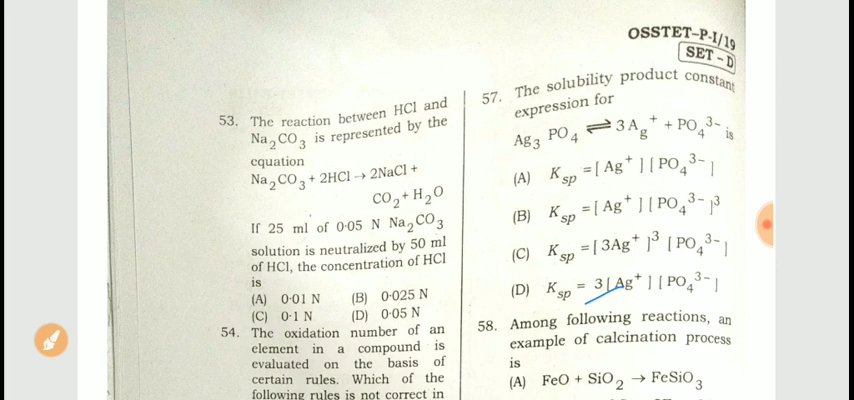 OSSTET–P-I/19
SET – D
53. The reaction between HCl and
Na₂CO₃ is represented by the
equation
Na₂CO₃ + 2HCl → 2NaCl +
CO₂ + H₂O
If 25 ml of 0·05 N Na₂CO₃
solution is neutralized by 50 ml
of HCl, the concentration of HCl
is
(A) 0·01 N (B) 0·025 N
(C) 0·1 N (D) 0·05 N
54. The oxidation number of an
element in a compound is
evaluated on the basis of
certain rules. Which of the
following rules is not correct in
57. The solubility product constant
expression for
Ag₃ PO₄ ⇌ 3Ag⁺ + PO₄³⁻ is
(A) Ksp = [ Ag⁺ ] [ PO₄³⁻ ]
(B) Ksp = [ Ag⁺ ] [ PO₄³⁻ ]³
(C) Ksp = [ 3Ag⁺ ]³ [ PO₄³⁻ ]
(D) Ksp = 3 [ Ag⁺ ] [ PO₄³⁻ ]
58. Among following reactions, an
example of calcination process
is
(A) FeO + SiO₂ → FeSiO₃